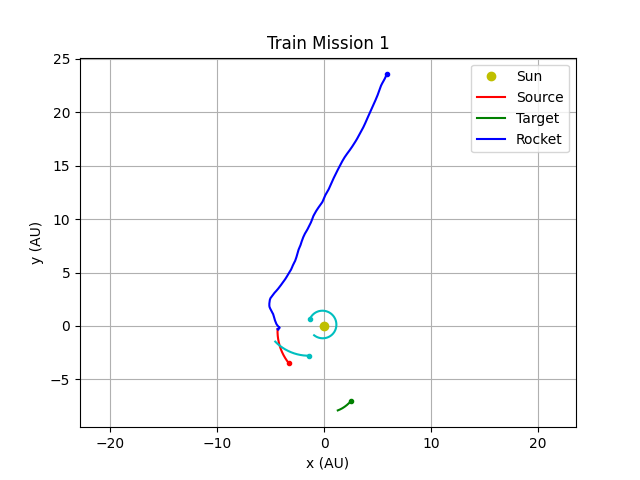 Train Mission 1
y (AU)
25
20
15
10
5
0
−5
−20
−10
0
10
20
x (AU)
Sun
Source
Target
Rocket